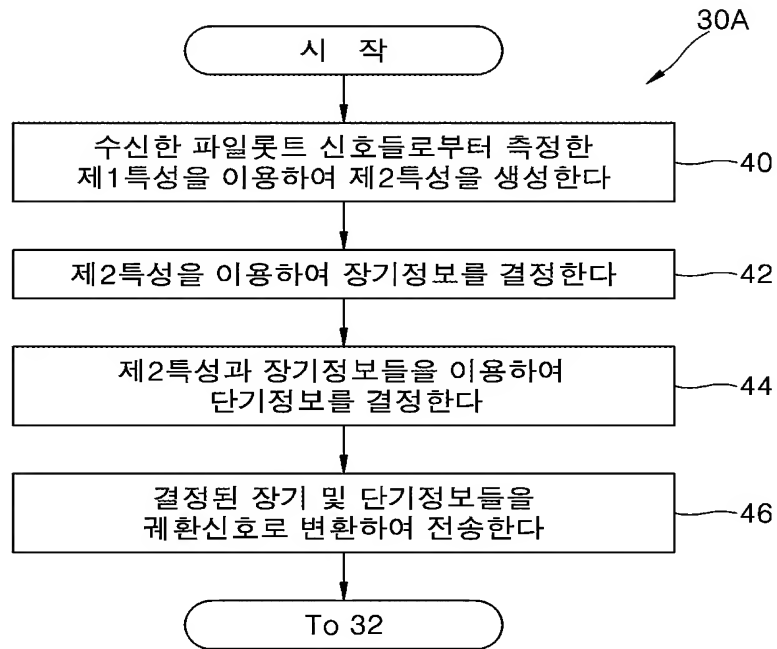 30A
시 작
수신한 파일롯트 신호들로부터 측정한
제1특성을 이용하여 제2특성을 생성한다
40
제2특성을 이용하여 장기정보를 결정한다
42
제2특성과 장기정보들을 이용하여
단기정보를 결정한다
44
결정된 장기 및 단기정보들을
궤환신호로 변환하여 전송한다
46
To 32